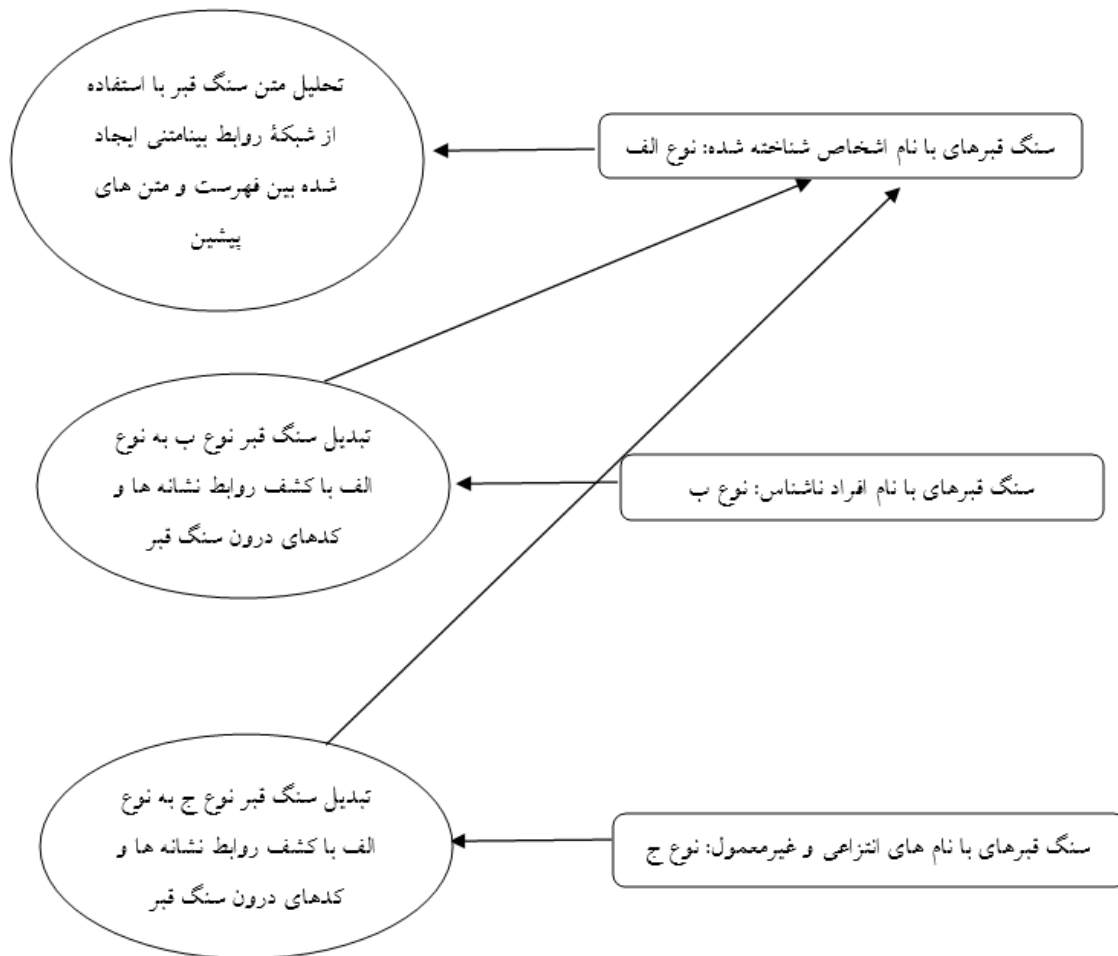 سنگ قبرهای با نام اشخاص شناخته شده: نوع الف
تحلیل متن سنگ قبر با استفاده
از شبکۀ روابط بینامتنی ایجاد
شده بین فهرست و متن های
پیشین
سنگ قبرهای با نام افراد ناشناس: نوع ب
تبدیل سنگ قبر نوع ب به نوع
الف با کشف روابط نشانه ها و
کدهای درون سنگ قبر
سنگ قبرهای با نام های انتزاعی و غیرمعمول: نوع ج
تبدیل سنگ قبر نوع ج به نوع
الف با کشف روابط نشانه ها و
کدهای درون سنگ قبر